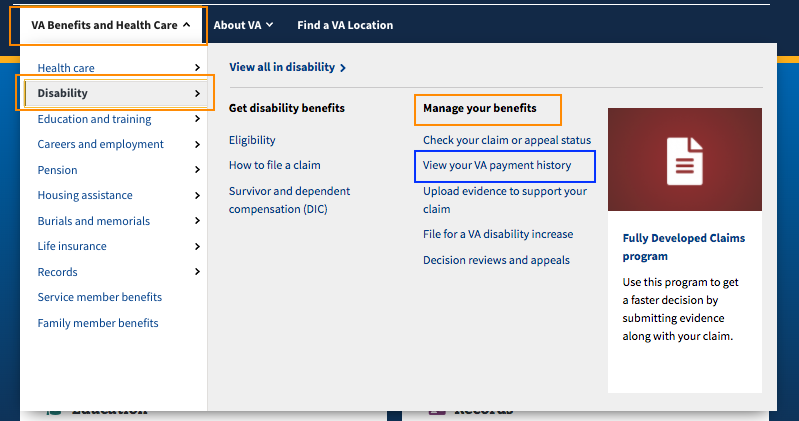 VA Benefits and Health Care
About VA
Find a VA Location
Health care
Disability
Education and training
Careers and employment
Pension
Housing assistance
Burials and memorials
Life insurance
Records
Service member benefits
Family member benefits
View all in disability
Get disability benefits
Eligibility
How to file a claim
Survivor and dependent
compensation (DIC)
Manage your benefits
Check your claim or appeal status
View your VA payment history
Upload evidence to support your
claim
File for a VA disability increase
Decision reviews and appeals
Fully Developed Claims
program
Use this program to get
a faster decision by
submitting evidence
along with your claim.
Education
Records